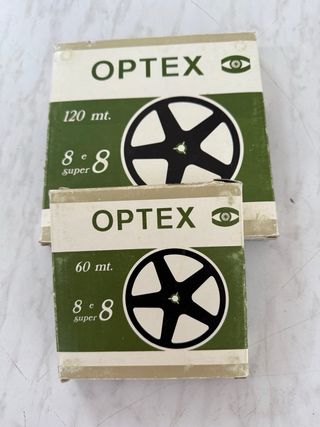 OPTEX
120 mt.
8 e super 8
OPTEX
60 mt.
8 e super 8